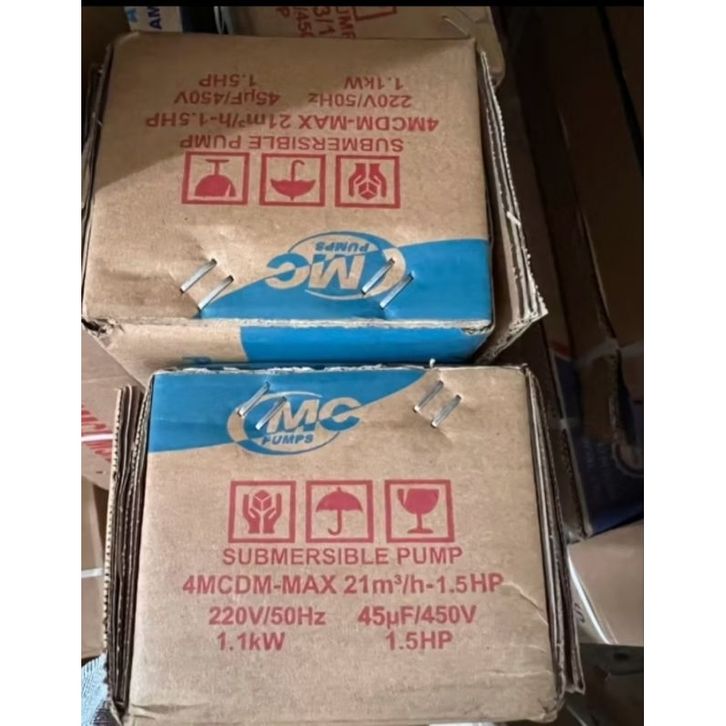 SUBMERSIBLE PUMP
4MCDM-MAX 21m³/h-1.5HP
220V/50Hz 45µF/450V
1.1kW 1.5HP
MC
PUMPS
MC
PUMPS
SUBMERSIBLE PUMP
4MCDM-MAX 21m³/h-1.5HP
220V/50Hz 45µF/450V
1.1kW 1.5HP